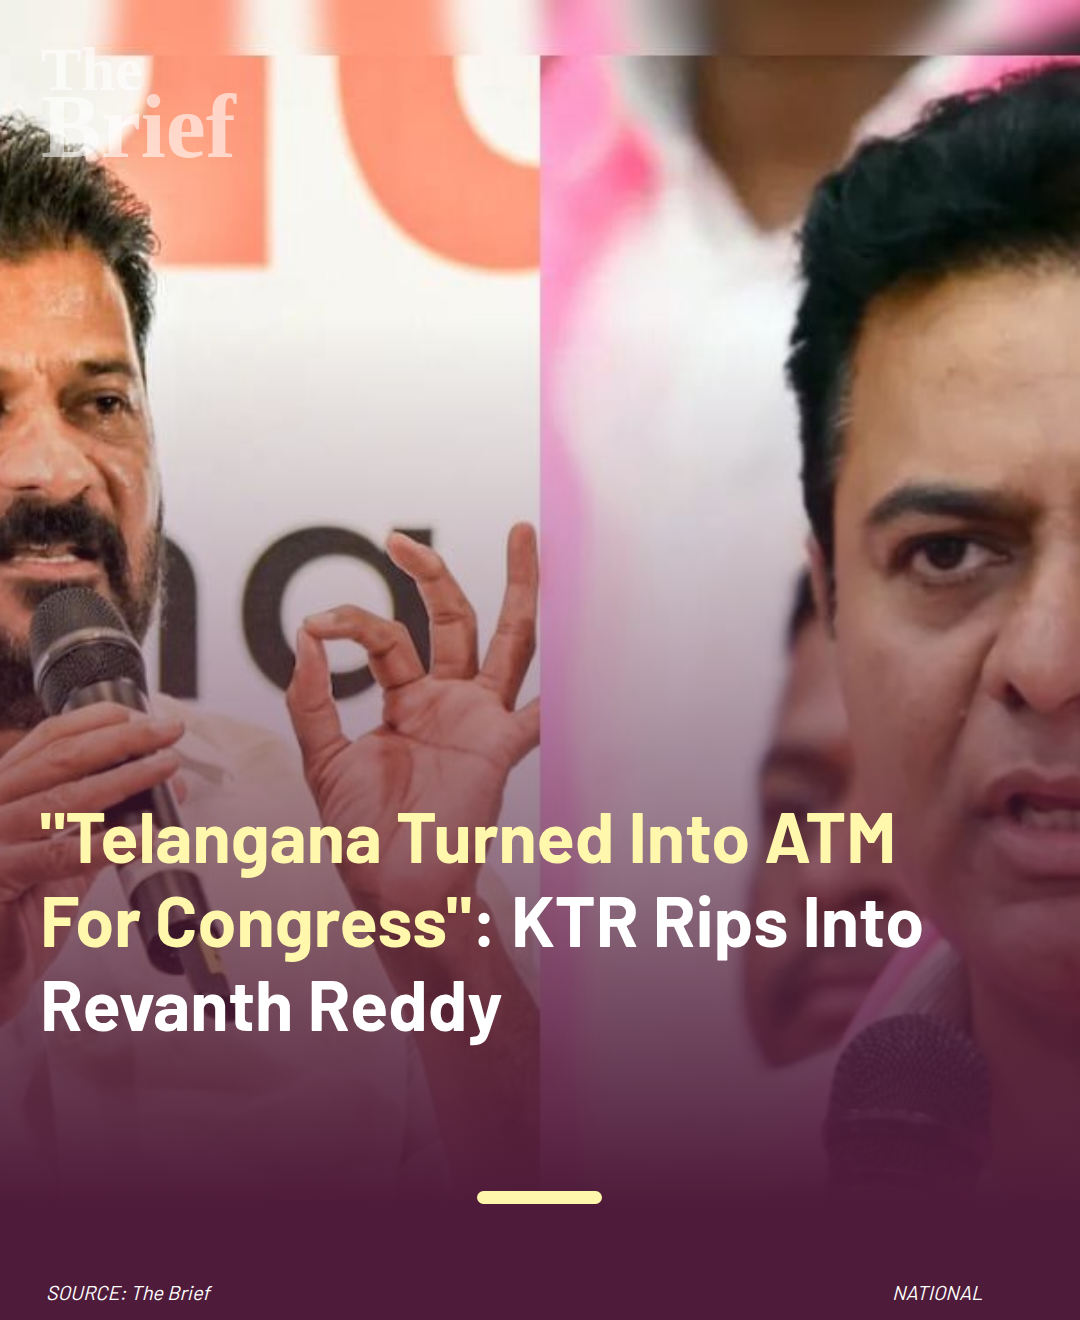 The
Brief
"Telangana Turned Into ATM
For Congress": KTR Rips Into
Revanth Reddy
SOURCE: The Brief
NATIONAL